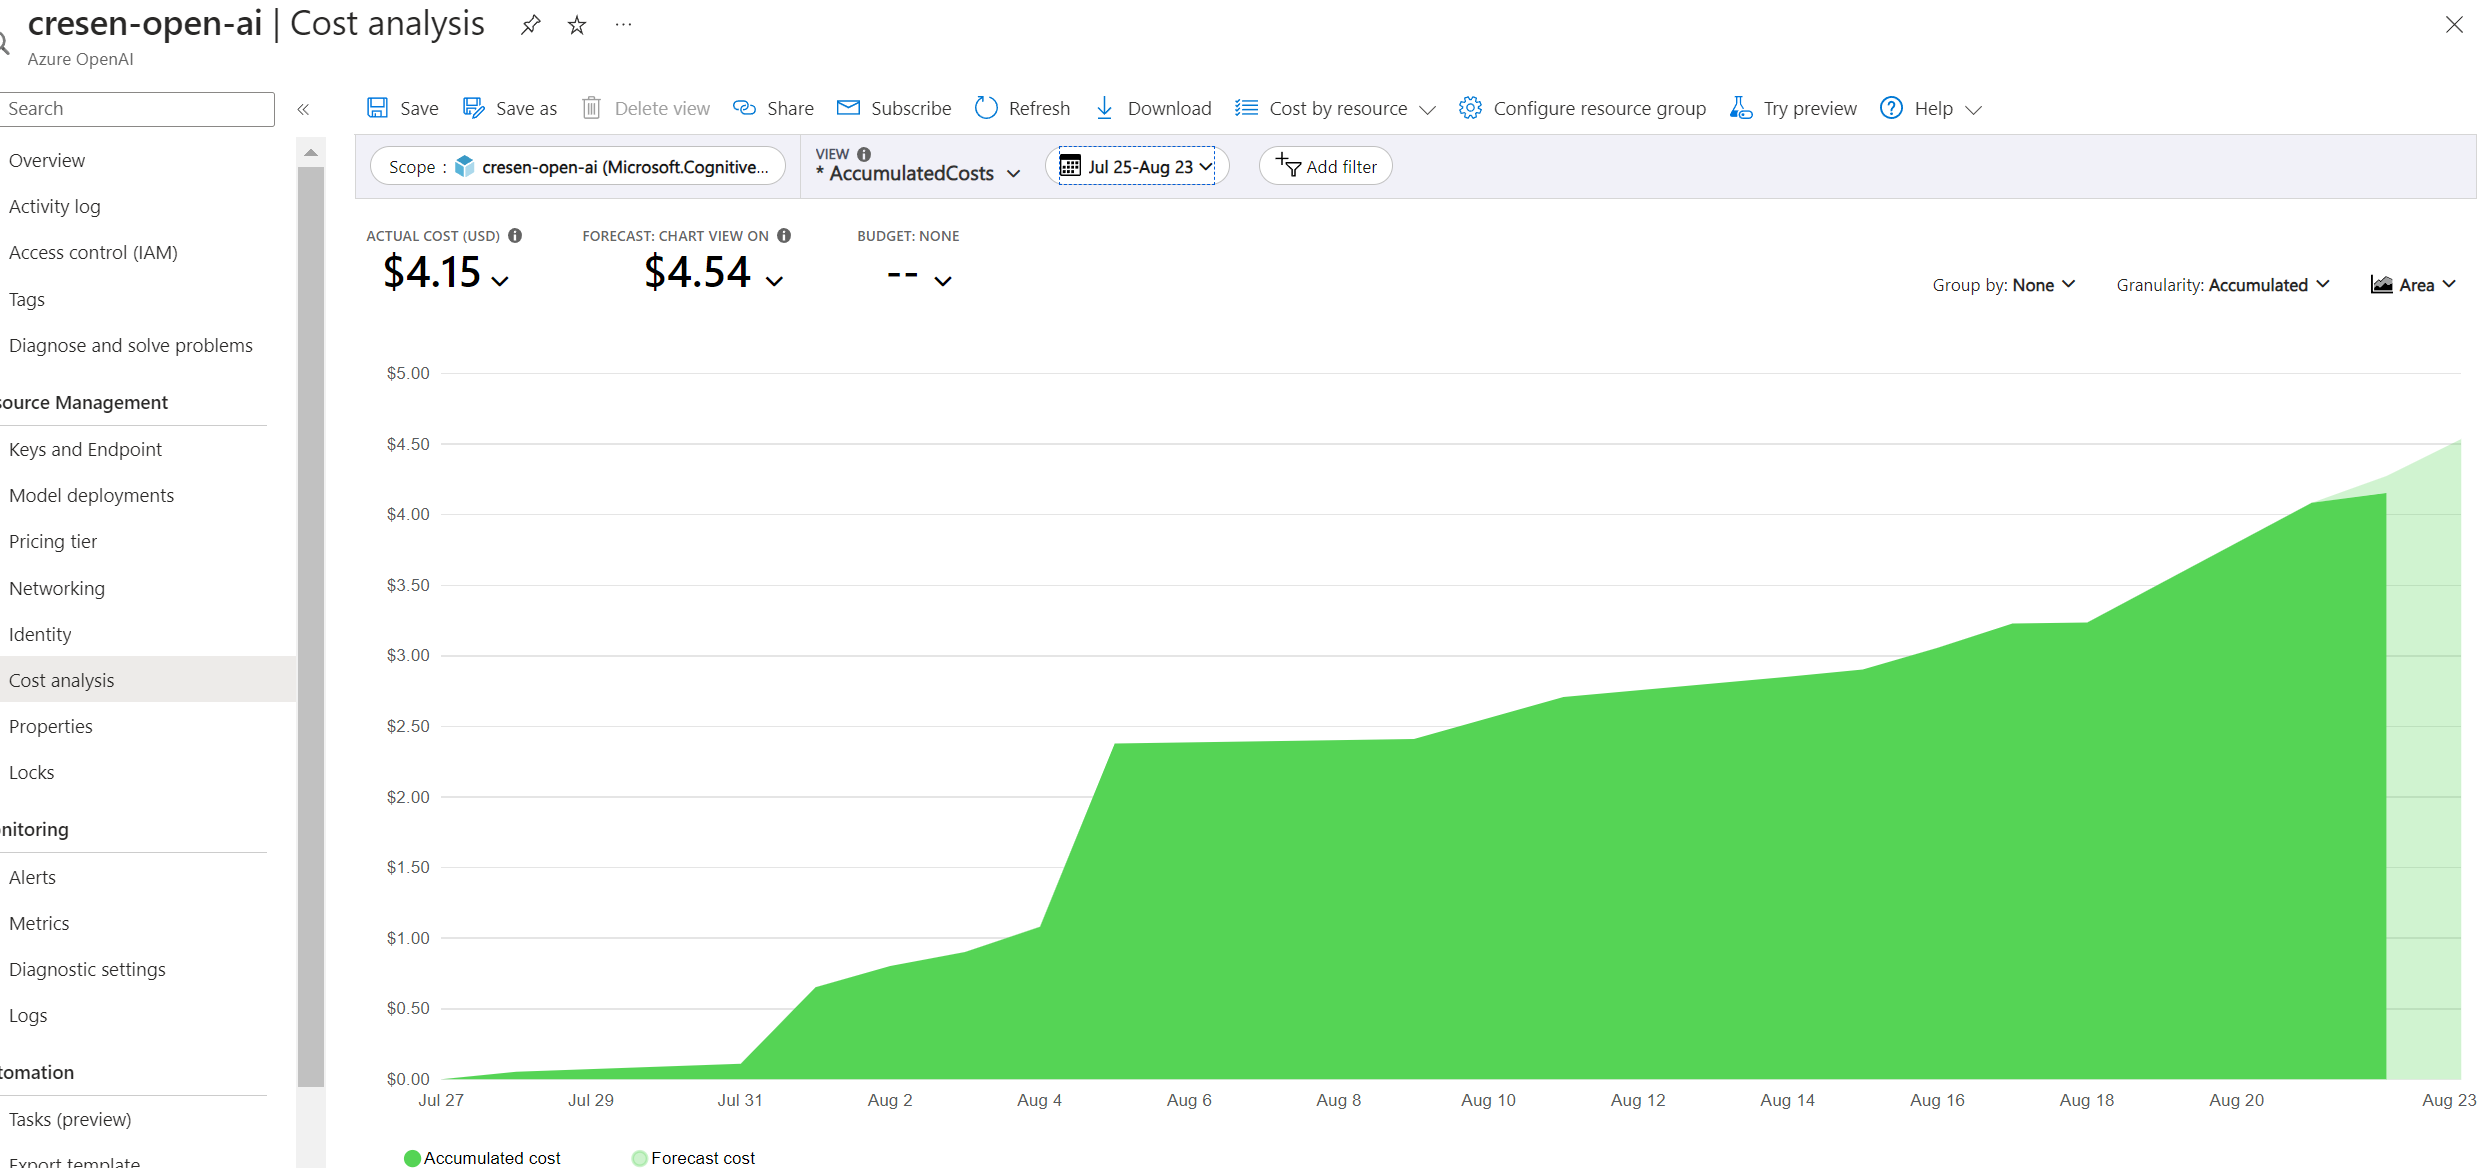 cresen-open-ai | Cost analysis ...
Azure OpenAI
Search
«
Save
Save as
Delete view
Share
Subscribe
Refresh
Download
Cost by resource
Configure resource group
Try preview
Help
Overview
Activity log
Access control (IAM)
Tags
Diagnose and solve problems
source Management
Keys and Endpoint
Model deployments
Pricing tier
Networking
Identity
Cost analysis
Properties
Locks
nitoring
Alerts
Metrics
Diagnostic settings
Logs
tomation
Tasks (preview)
Export template
Scope : cresen-open-ai (Microsoft.Cognitive...
VIEW
* AccumulatedCosts
Jul 25-Aug 23
Add filter
ACTUAL COST (USD)
$4.15
FORECAST: CHART VIEW ON
$4.54
BUDGET: NONE
--
Group by: None
Granularity: Accumulated
Area
$5.00
$4.50
$4.00
$3.50
$3.00
$2.50
$2.00
$1.50
$1.00
$0.50
$0.00
Jul 27
Jul 29
Jul 31
Aug 2
Aug 4
Aug 6
Aug 8
Aug 10
Aug 12
Aug 14
Aug 16
Aug 18
Aug 20
Aug 23
Accumulated cost
Forecast cost